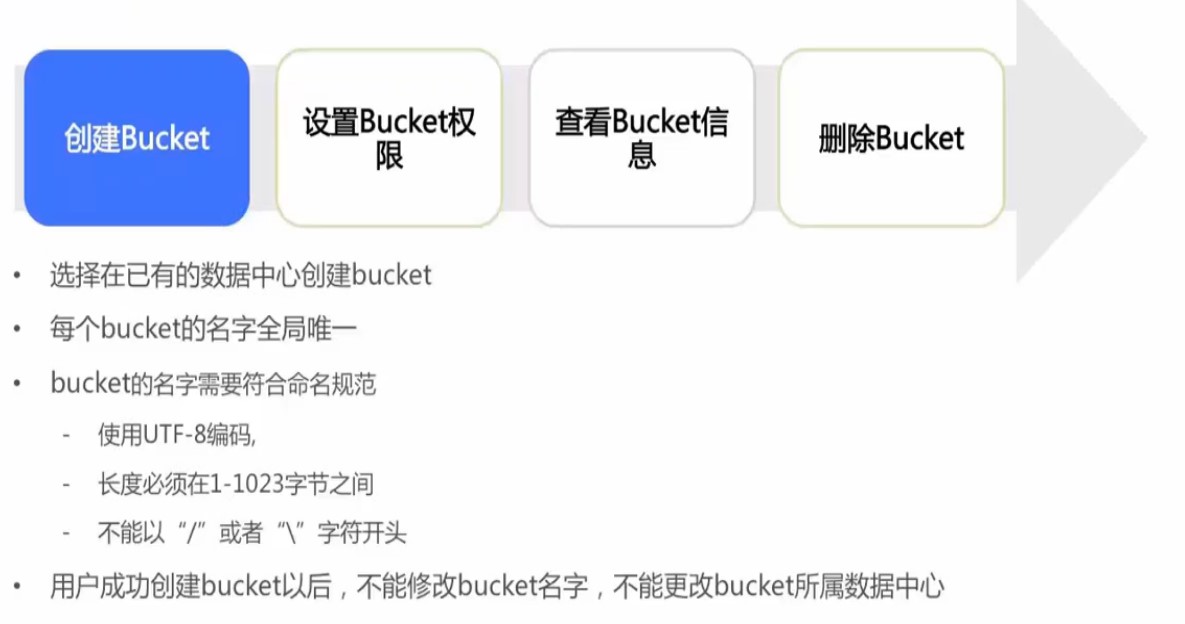 创建Bucket
设置Bucket权
限
查看Bucket信
息
删除Bucket
• 选择在已有的数据中心创建bucket
• 每个bucket的名字全局唯一
• bucket的名字需要符合命名规范
- 使用UTF-8编码,
- 长度必须在1-1023字节之间
- 不能以“/”或者“\”字符开头
• 用户成功创建bucket以后，不能修改bucket名字，不能更改bucket所属数据中心